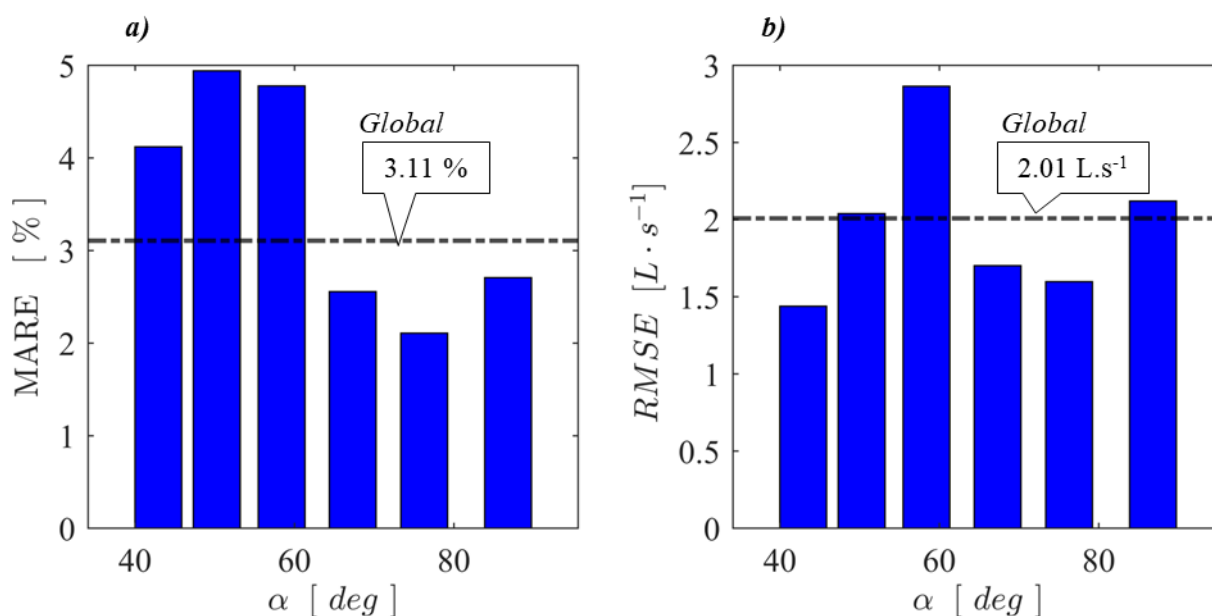 a)
MARE [ % ]
5
4
3
2
1
0
Global
3.11 %
40 60 80
α [ deg ]
b)
RMSE [L · s⁻¹]
3
2.5
2
1.5
1
0.5
0
Global
2.01 L.s⁻¹
40 60 80
α [ deg ]